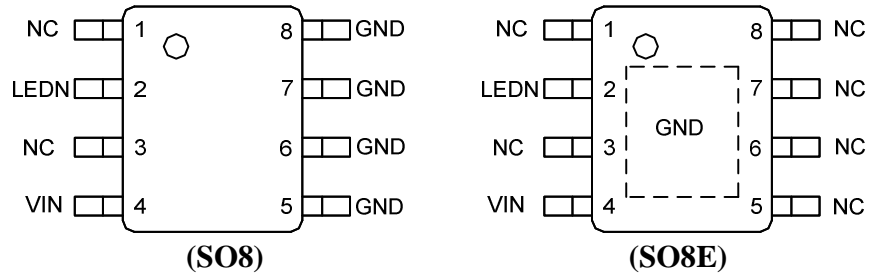 NC 1 8 GND
LEDN 2 7 GND
NC 3 6 GND
VIN 4 5 GND
(SO8)
NC 1 8 NC
LEDN 2 7 NC
GND
NC 3 6 NC
VIN 4 5 NC
(SO8E)